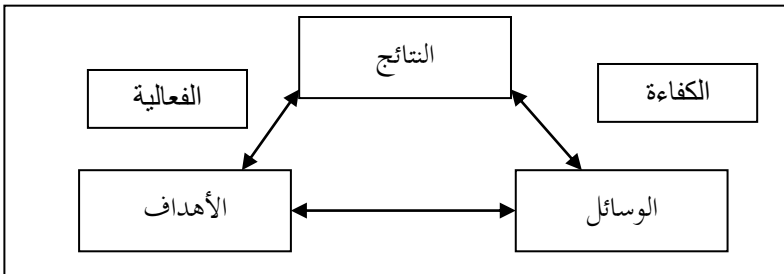 النتائج
الكفاءة
الفعالية
الوسائل
الأهداف